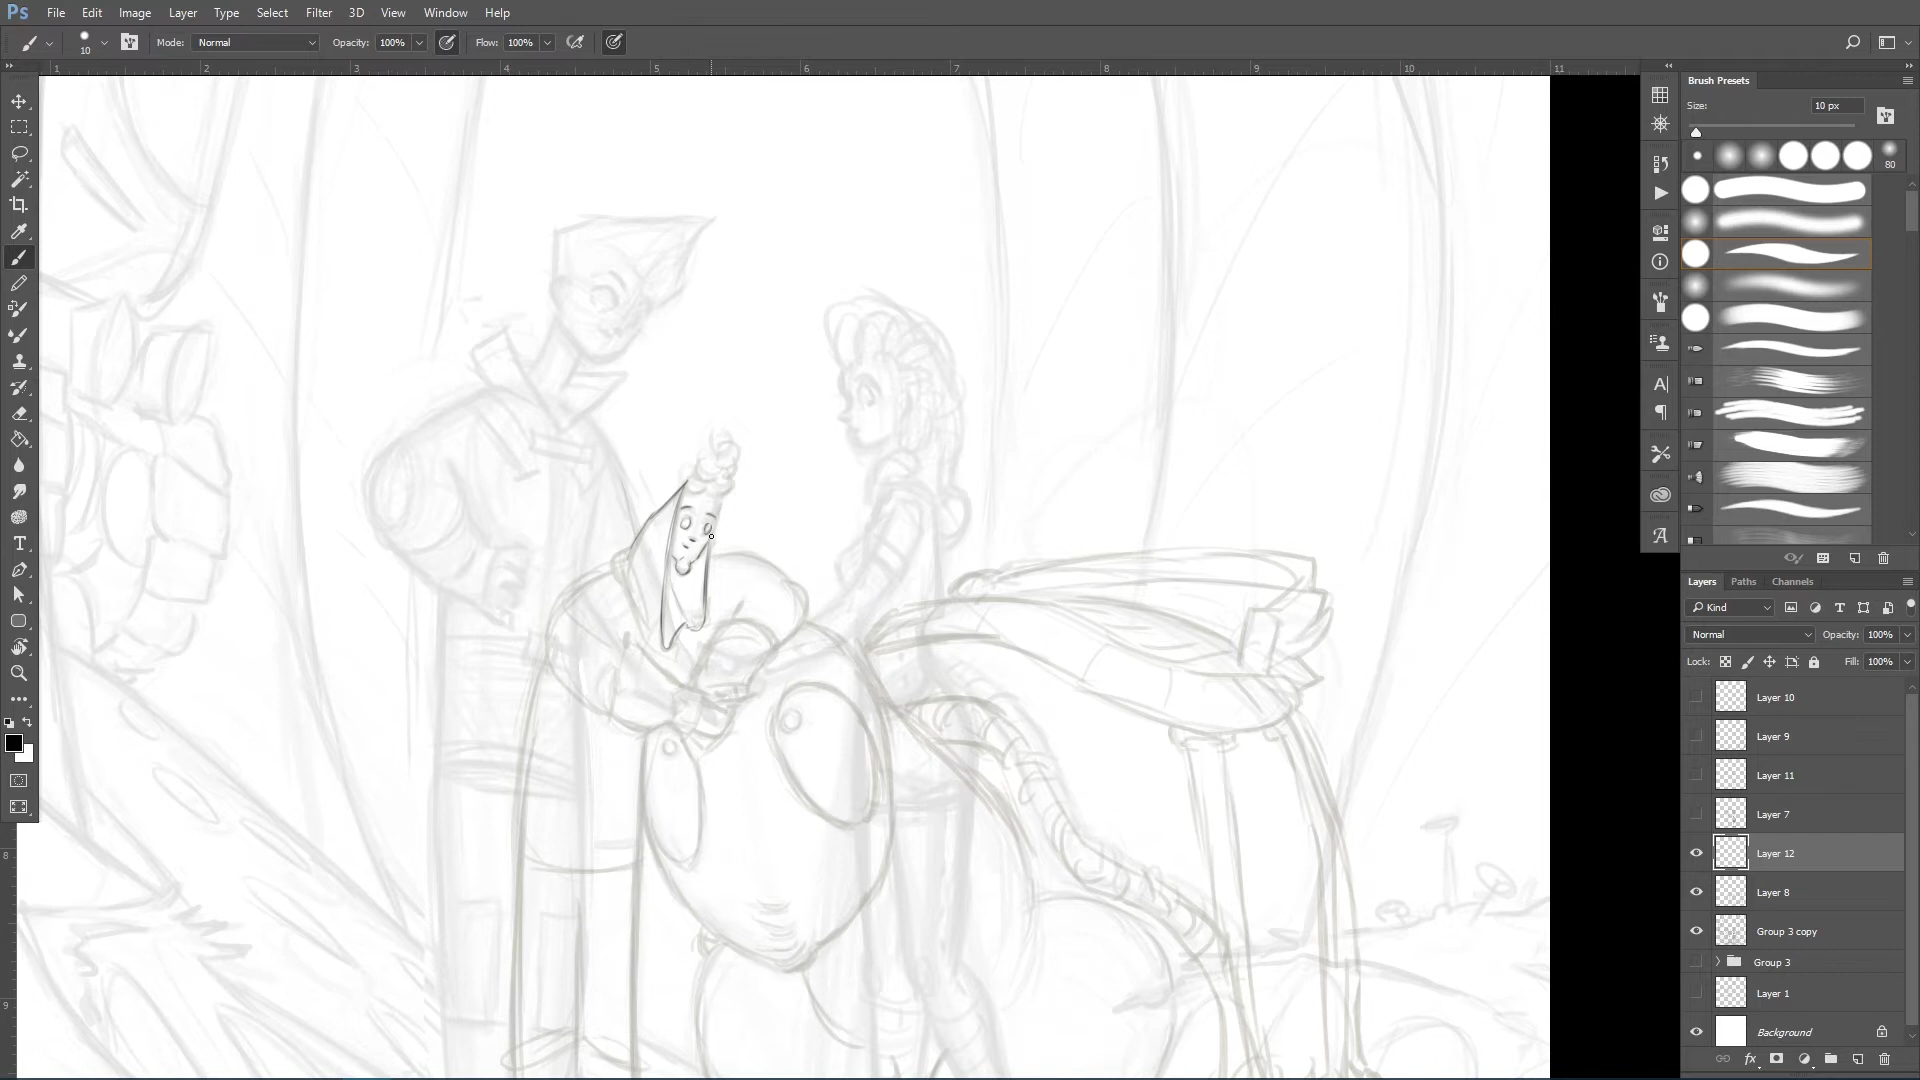 Ps File Edit Image Layer Type Select Filter 3D View Window Help
10 Mode: Normal Opacity: 100% Flow: 100%
1 2 3 4 5 6 7 8 9 10 11
Brush Presets
Size: 10 px
80
Layers Paths Channels
Kind
Normal Opacity: 100%
Lock: Fill: 100%
Layer 10
Layer 9
Layer 11
Layer 7
Layer 12
8
Layer 8
Group 3 copy
Group 3
Layer 1
9
Background
fx